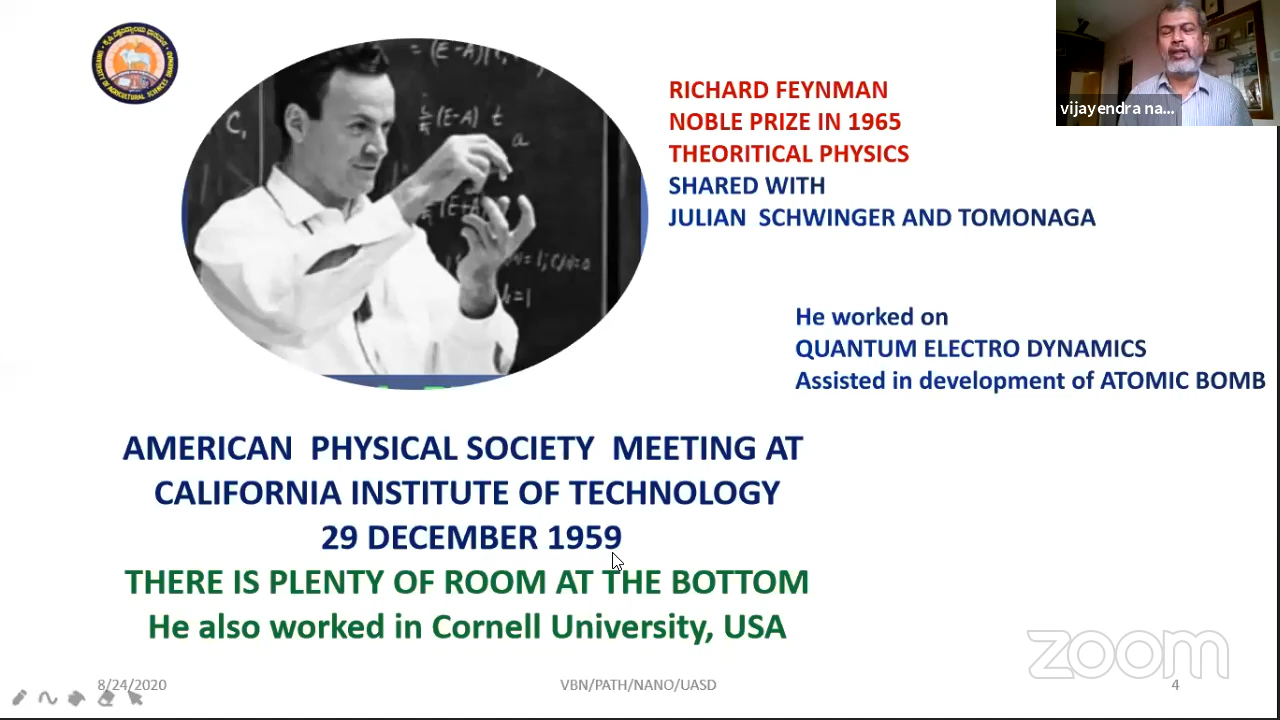 RICHARD FEYNMAN
NOBLE PRIZE IN 1965
THEORITICAL PHYSICS
SHARED WITH
JULIAN SCHWINGER AND TOMONAGA
vijayendra na...
He worked on
QUANTUM ELECTRO DYNAMICS
Assisted in development of ATOMIC BOMB
AMERICAN PHYSICAL SOCIETY MEETING AT
CALIFORNIA INSTITUTE OF TECHNOLOGY
29 DECEMBER 1959
THERE IS PLENTY OF ROOM AT THE BOTTOM
He also worked in Cornell University, USA
zoom
8/24/2020
VBN/PATH/NANO/UASD
4